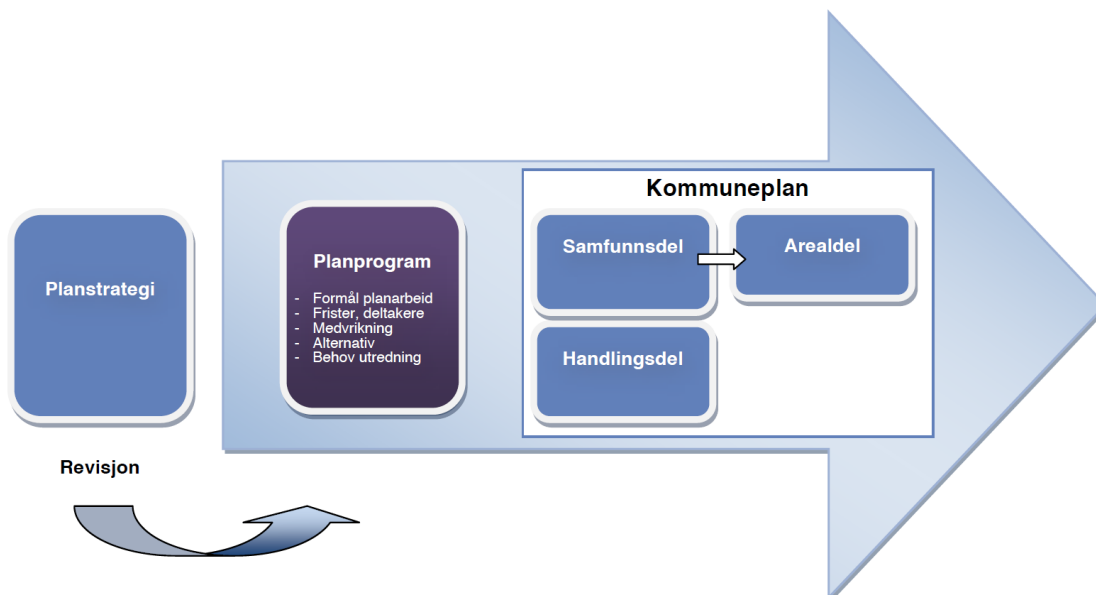 Kommuneplan
Planstrategi
Planprogram
- Formål planarbeid
- Frister, deltakere
- Medvrikning
- Alternativ
- Behov utredning
Samfunnsdel
Arealdel
Handlingsdel
Revisjon